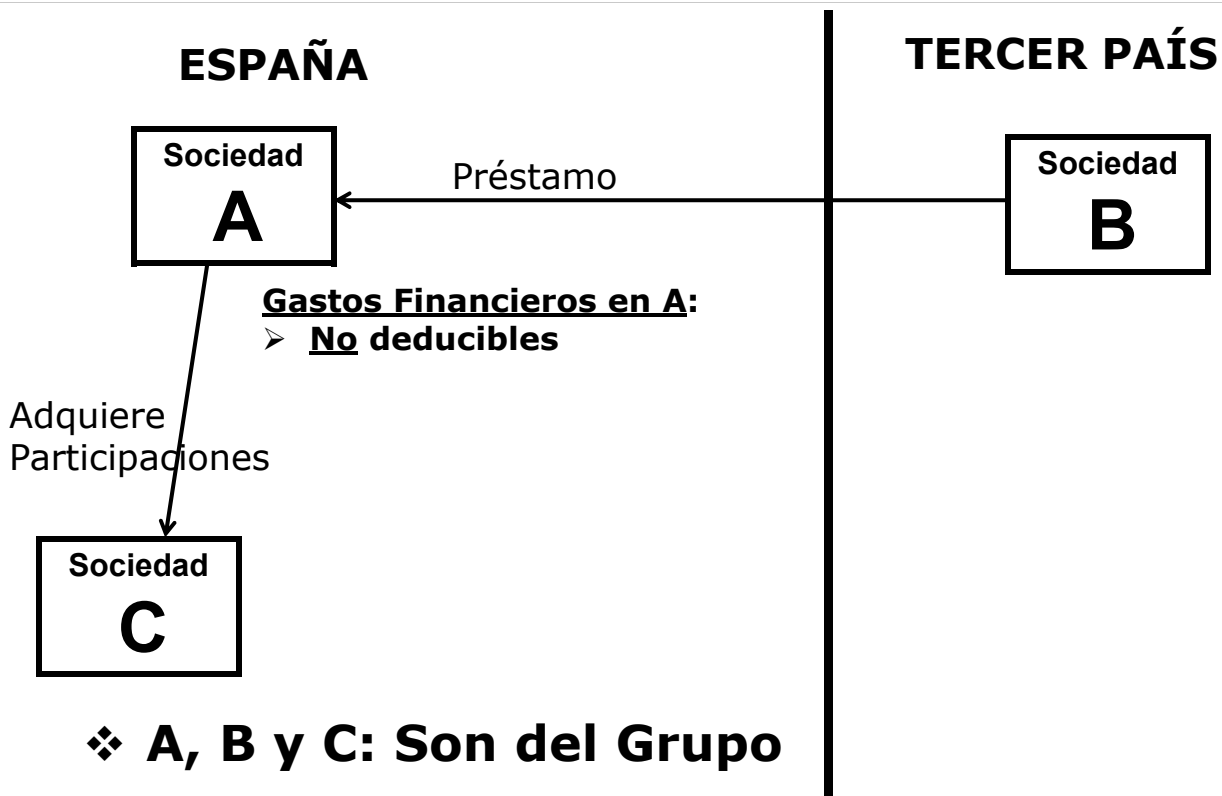 ESPAÑA
TERCER PAÍS
Sociedad
A
Préstamo
Sociedad
B
Gastos Financieros en A:
➢ No deducibles
Adquiere
Participaciones
Sociedad
C
❖ A, B y C: Son del Grupo